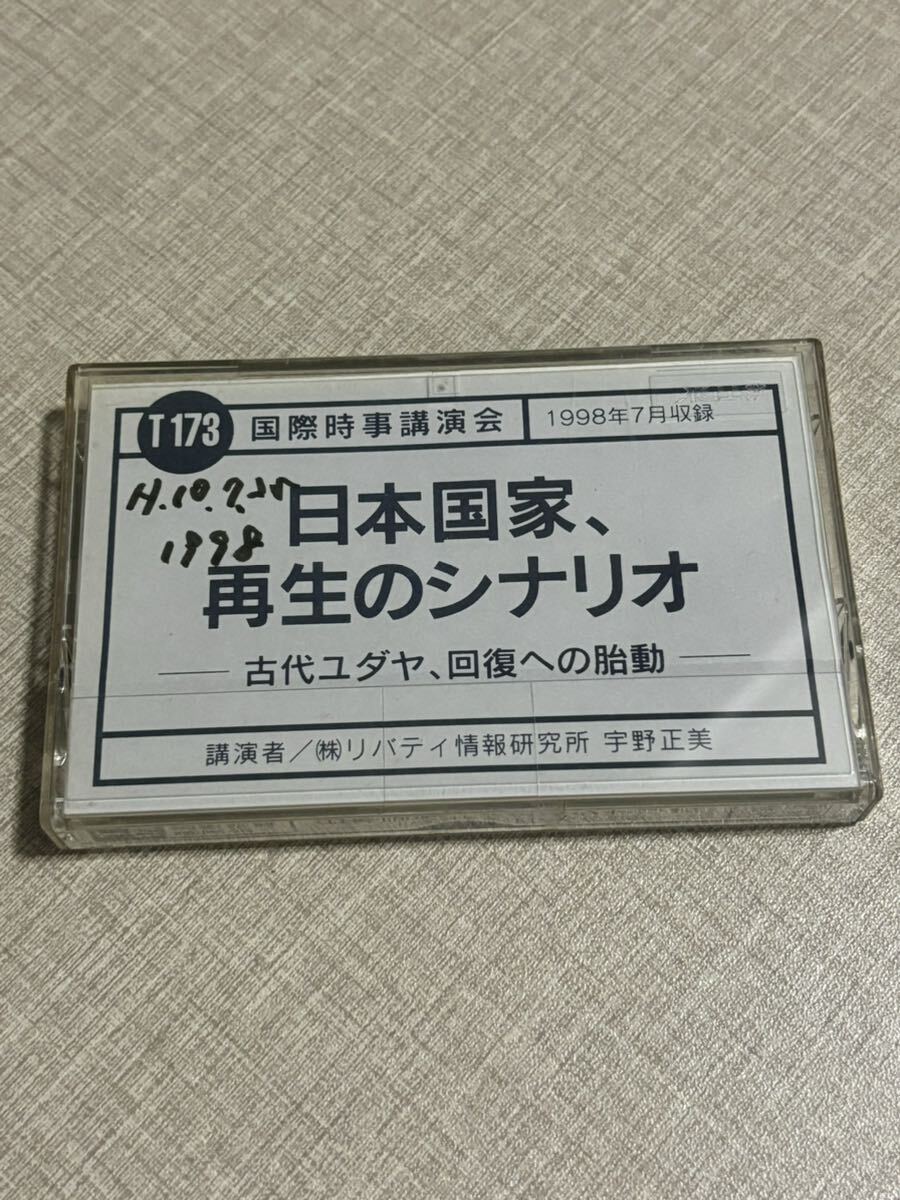 T173 国際時事講演会 1998年7月収録
H.10.7.
1998
日本国家、
再生のシナリオ
古代ユダヤ、回復への胎動
講演者/㈱リバティ情報研究所 宇野正美